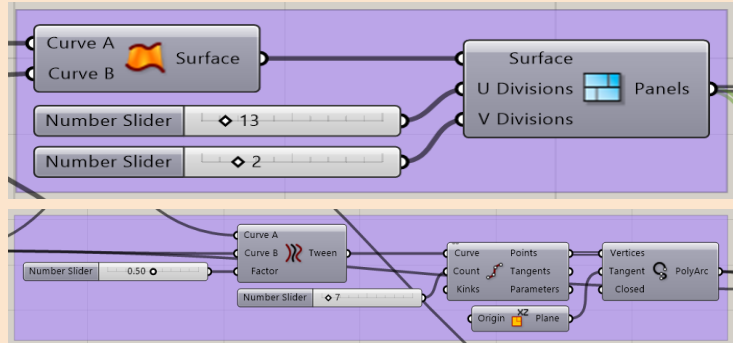 Curve A
Curve B
Surface
Surface
U Divisions
V Divisions
Panels
Number Slider 13
Number Slider 2
Curve A
Curve B
Factor
Tween
Number Slider 0.50
Number Slider 7
Curve
Count
Kinks
Points
Tangents
Parameters
Origin
XZ
Plane
Vertices
Tangent
Closed
PolyArc